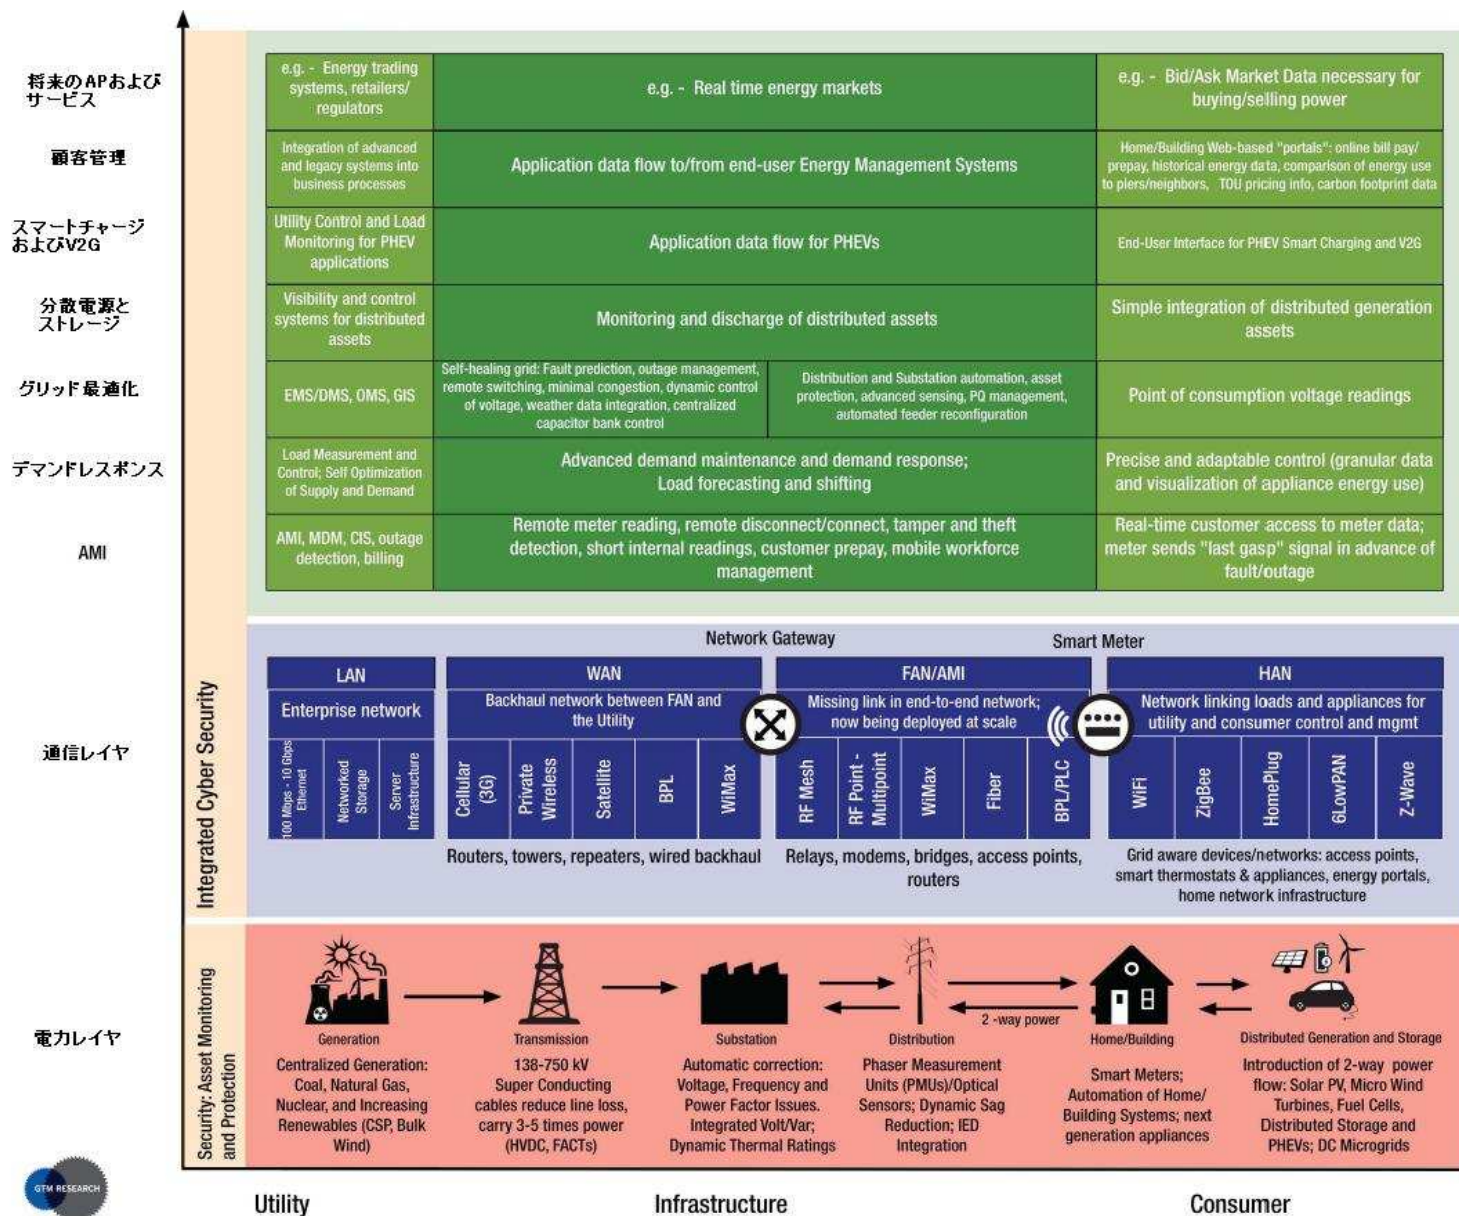 将来のAPおよび
サービス
e.g. - Energy trading
systems, retailers/
regulators
e.g. - Real time energy markets
e.g. - Bid/Ask Market Data necessary for
buying/selling power
顧客管理
Integration of advanced
and legacy systems into
business processes
Application data flow to/from end-user Energy Management Systems
Home/Building Web-based "portals": online bill pay/
prepay, historical energy data, comparison of energy use
to piers/neighbors, TOU pricing info, carbon footprint data
スマートチャージ
およびV2G
Utility Control and Load
Monitoring for PHEV
applications
Application data flow for PHEVs
End-User Interface for PHEV Smart Charging and V2G
分散電源と
ストレージ
Visibility and control
systems for distributed
assets
Monitoring and discharge of distributed assets
Simple integration of distributed generation
assets
グリッド最適化
EMS/DMS, OMS, GIS
Self-healing grid: Fault prediction, outage management,
remote switching, minimal congestion, dynamic control
of voltage, weather data integration, centralized
capacitor bank control
Distribution and Substation automation, asset
protection, advanced sensing, PQ management,
automated feeder reconfiguration
Point of consumption voltage readings
デマンドレスポンス
Load Measurement and
Control; Self Optimization
of Supply and Demand
Advanced demand maintenance and demand response;
Load forecasting and shifting
Precise and adaptable control (granular data
and visualization of appliance energy use)
AMI
AMI, MDM, CIS, outage
detection, billing
Remote meter reading, remote disconnect/connect, tamper and theft
detection, short internal readings, customer prepay, mobile workforce
management
Real-time customer access to meter data;
meter sends "last gasp" signal in advance of
fault/outage
Integrated Cyber Security
通信レイヤ
Network Gateway
Smart Meter
LAN
Enterprise network
100 Mbps - 10 Gbps
Ethernet
Networked
Storage
Server
Infrastructure
WAN
Backhaul network between FAN and
the Utility
Cellular
(3G)
Private
Wireless
Satellite
BPL
WiMax
Routers, towers, repeaters, wired backhaul
FAN/AMI
Missing link in end-to-end network;
now being deployed at scale
RF Mesh
RF Point -
Multipoint
WiMax
Fiber
BPL/PLC
Relays, modems, bridges, access points,
routers
HAN
Network linking loads and appliances for
utility and consumer control and mgmt
WiFi
ZigBee
HomePlug
6LowPAN
Z-Wave
Grid aware devices/networks: access points,
smart thermostats & appliances, energy portals,
home network infrastructure
電力レイヤ
Security: Asset Monitoring
and Protection
Generation
Centralized Generation:
Coal, Natural Gas,
Nuclear, and Increasing
Renewables (CSP, Bulk
Wind)
Transmission
138-750 kV
Super Conducting
cables reduce line loss,
carry 3-5 times power
(HVDC, FACTs)
Substation
Automatic correction:
Voltage, Frequency and
Power Factor Issues.
Integrated Volt/Var;
Dynamic Thermal Ratings
Distribution
Phaser Measurement
Units (PMUs)/Optical
Sensors; Dynamic Sag
Reduction; IED
Integration
2 -way power
Home/Building
Smart Meters;
Automation of Home/
Building Systems; next
generation appliances
Distributed Generation and Storage
Introduction of 2-way power
flow: Solar PV, Micro Wind
Turbines, Fuel Cells,
Distributed Storage and
PHEVs; DC Microgrids
GTM RESEARCH
Utility
Infrastructure
Consumer